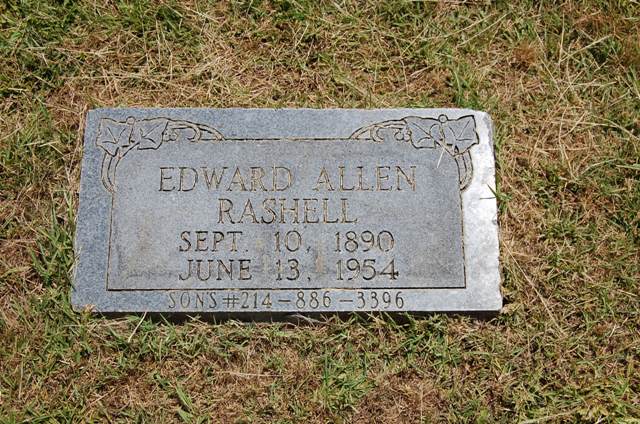 EDWARD ALLEN
RASHELL
SEPT. 10, 1890
JUNE 13, 1954
SONS#214-886-3396